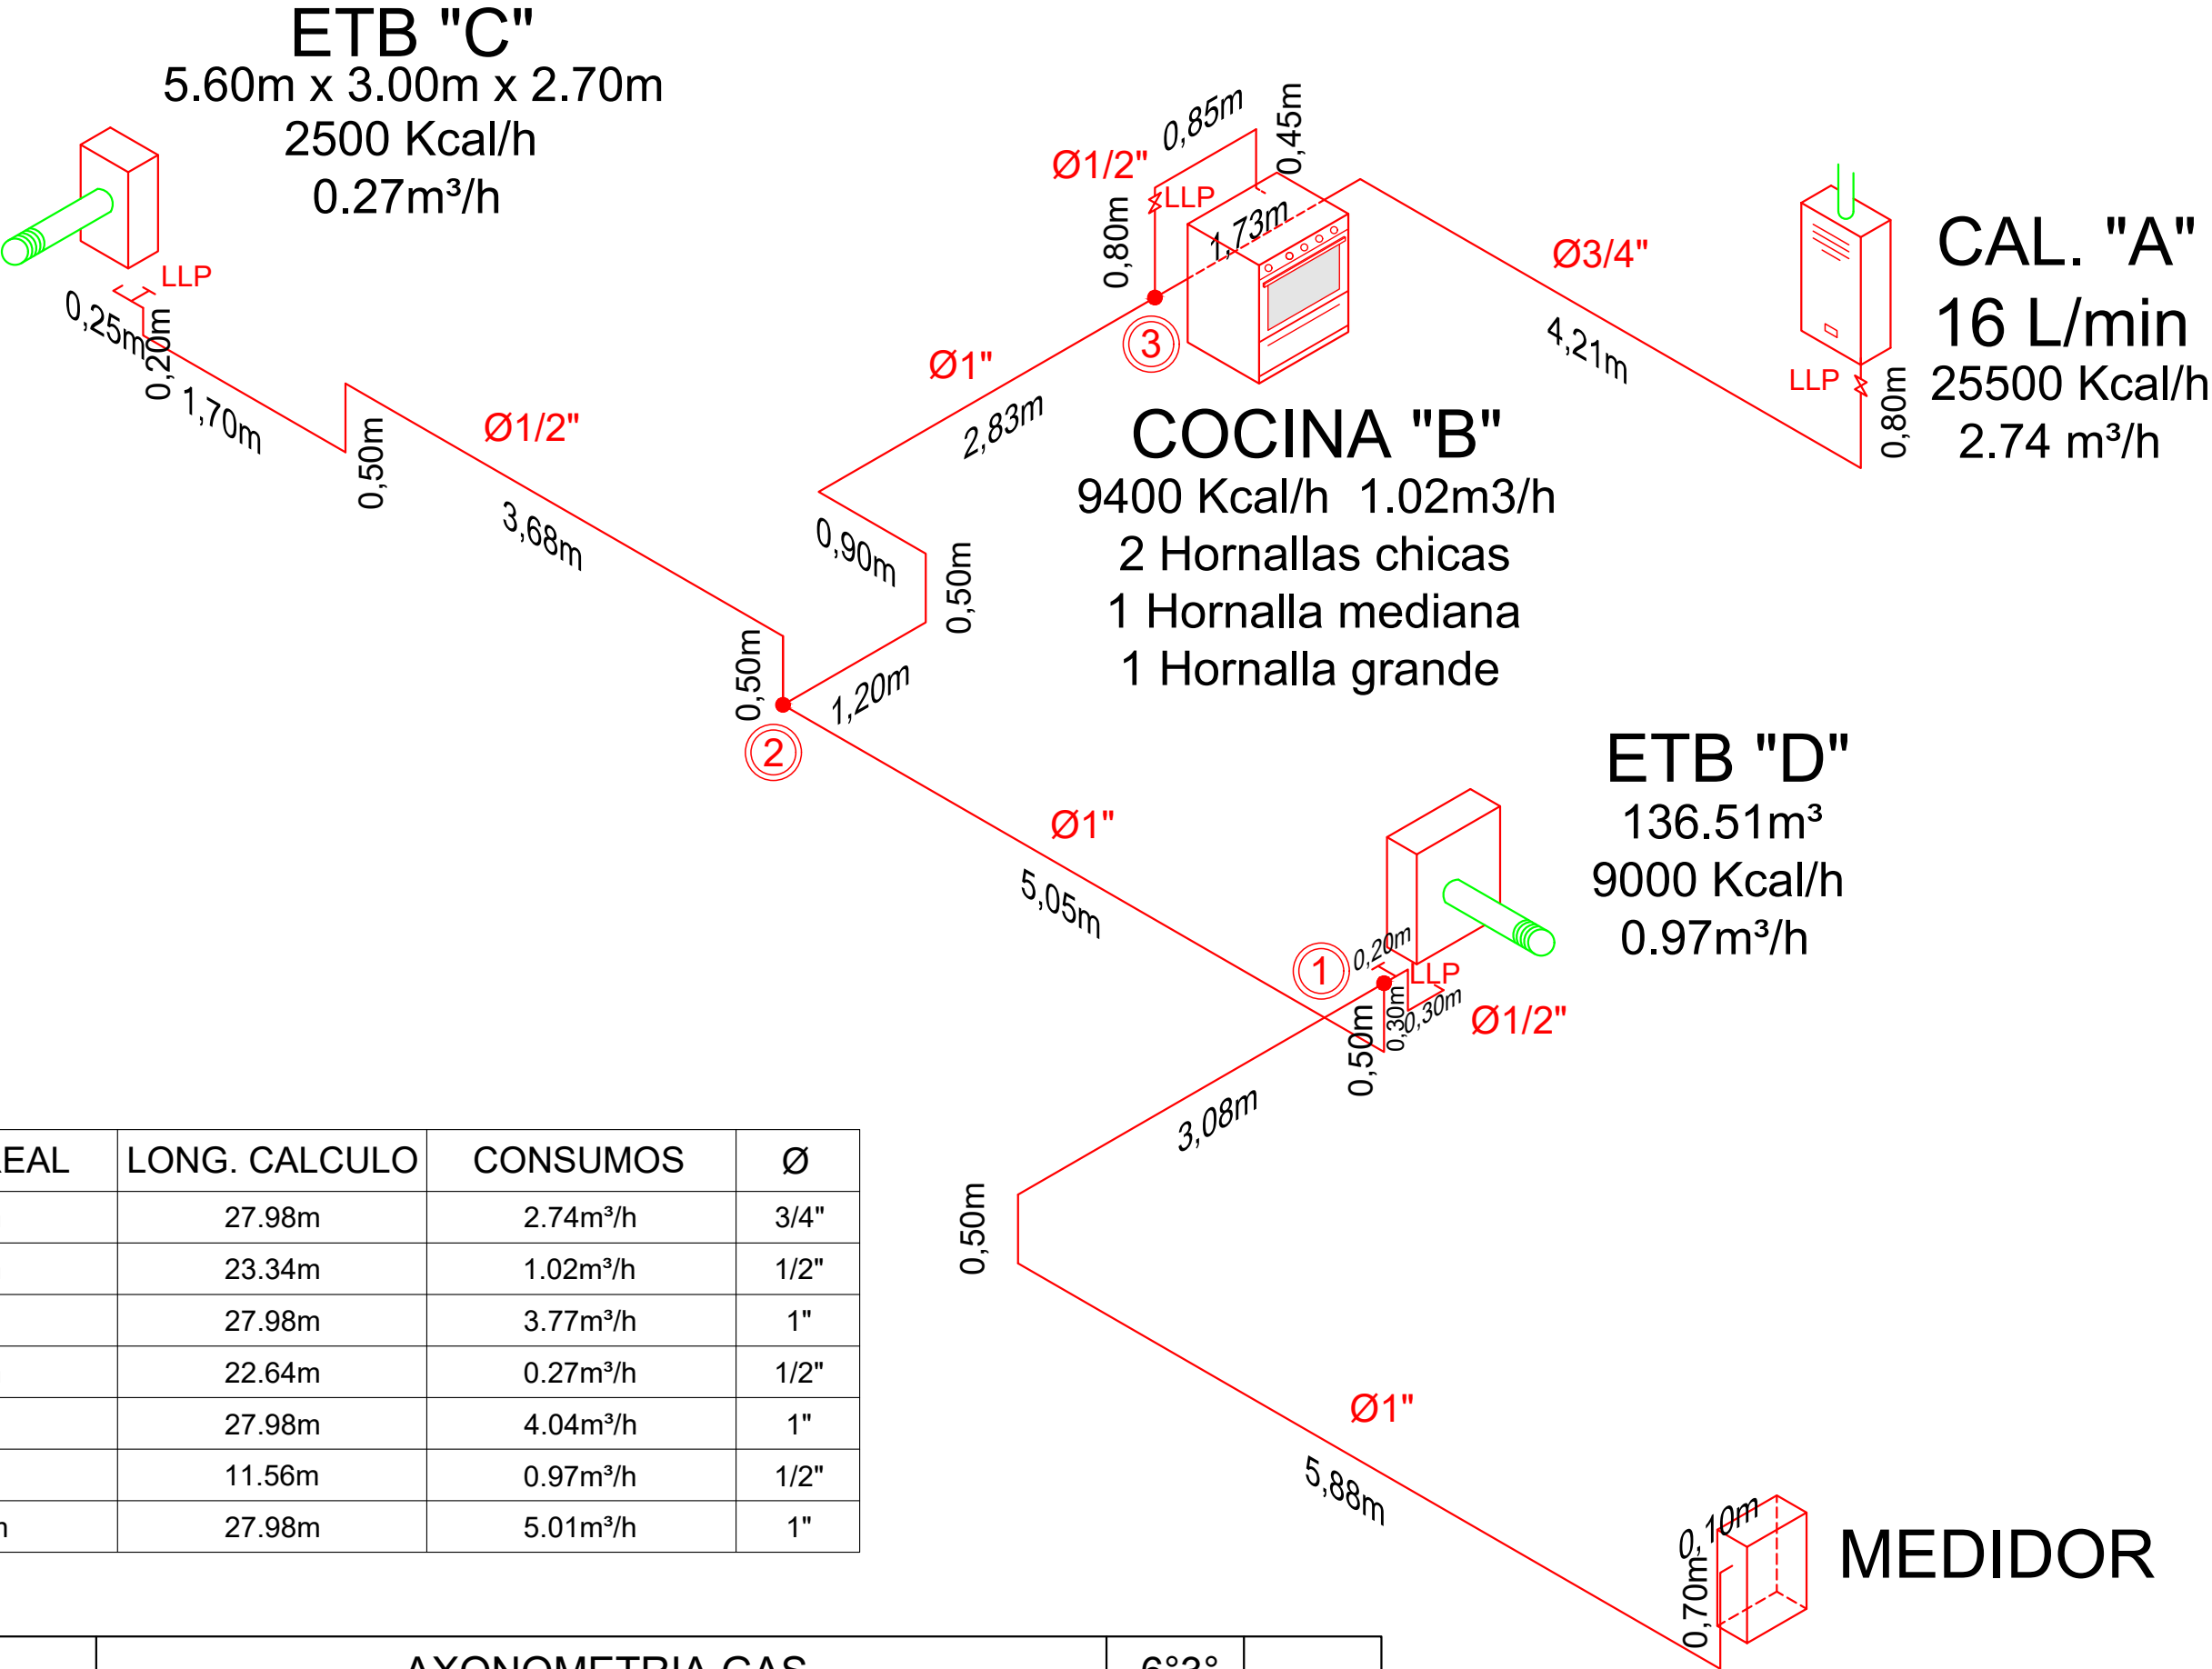 ETB "C"
5.60m x 3.00m x 2.70m
2500 Kcal/h
0.27m³/h
LLP
0,25m
0,20m
1,70m
0,50m
Ø1/2"
3,68m
0,50m
2
1,20m
0,50m
0,90m
2,83m
Ø1"
3
0,80m
Ø1/2"
LLP
0,85m
0,45m
1,73m
Ø3/4"
4,21m
LLP
0,80m
CAL. "A"
16 L/min
25500 Kcal/h
2.74 m³/h
COCINA "B"
9400 Kcal/h 1.02m3/h
2 Hornallas chicas
1 Hornalla mediana
1 Hornalla grande
ETB "D"
136.51m³
9000 Kcal/h
0.97m³/h
Ø1"
5,05m
1
0,20m
LLP
0,30m
0,30m
Ø1/2"
0,50m
3,08m
0,50m
Ø1"
5,88m
0,10m
0,70m
MEDIDOR
EAL LONG. CALCULO CONSUMOS Ø
27.98m 2.74m³/h 3/4"
23.34m 1.02m³/h 1/2"
27.98m 3.77m³/h 1"
22.64m 0.27m³/h 1/2"
27.98m 4.04m³/h 1"
11.56m 0.97m³/h 1/2"
27.98m 5.01m³/h 1"
AXONOMETRIA GAS 6°3°